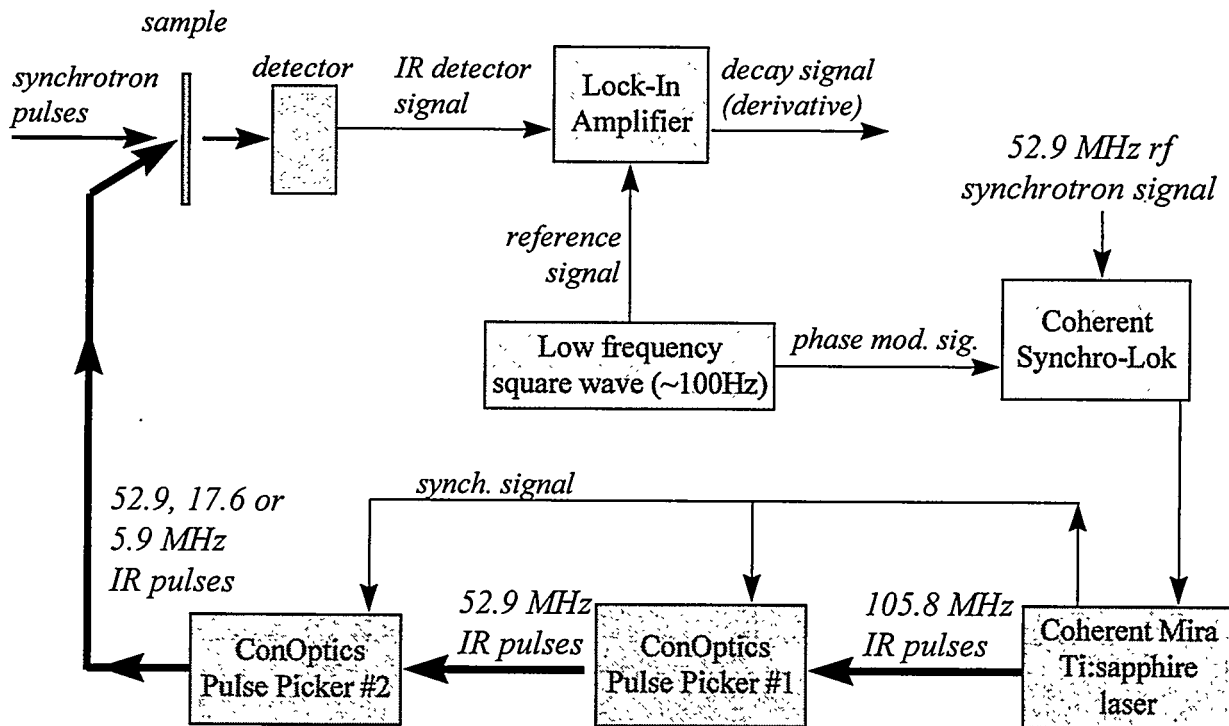 sample
synchrotron
pulses
detector
IR detector
signal
Lock-In
Amplifier
decay signal
(derivative)
52.9 MHz rf
synchrotron signal
reference
signal
Low frequency
square wave (~100Hz)
phase mod. sig.
Coherent
Synchro-Lok
synch. signal
52.9, 17.6 or
5.9 MHz
IR pulses
ConOptics
Pulse Picker #2
52.9 MHz
IR pulses
ConOptics
Pulse Picker #1
105.8 MHz
IR pulses
Coherent Mira
Ti:sapphire
laser